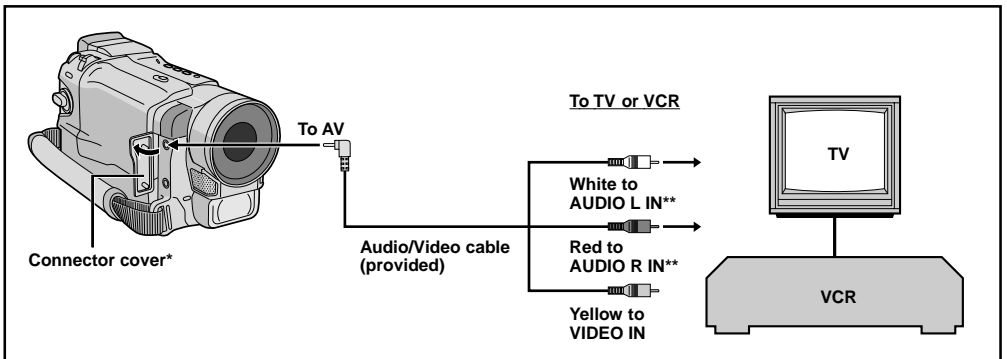 To TV or VCR
To AV
TV
White to
AUDIO L IN**
Audio/Video cable
(provided)
Red to
AUDIO R IN**
Connector cover*
VCR
Yellow to
VIDEO IN